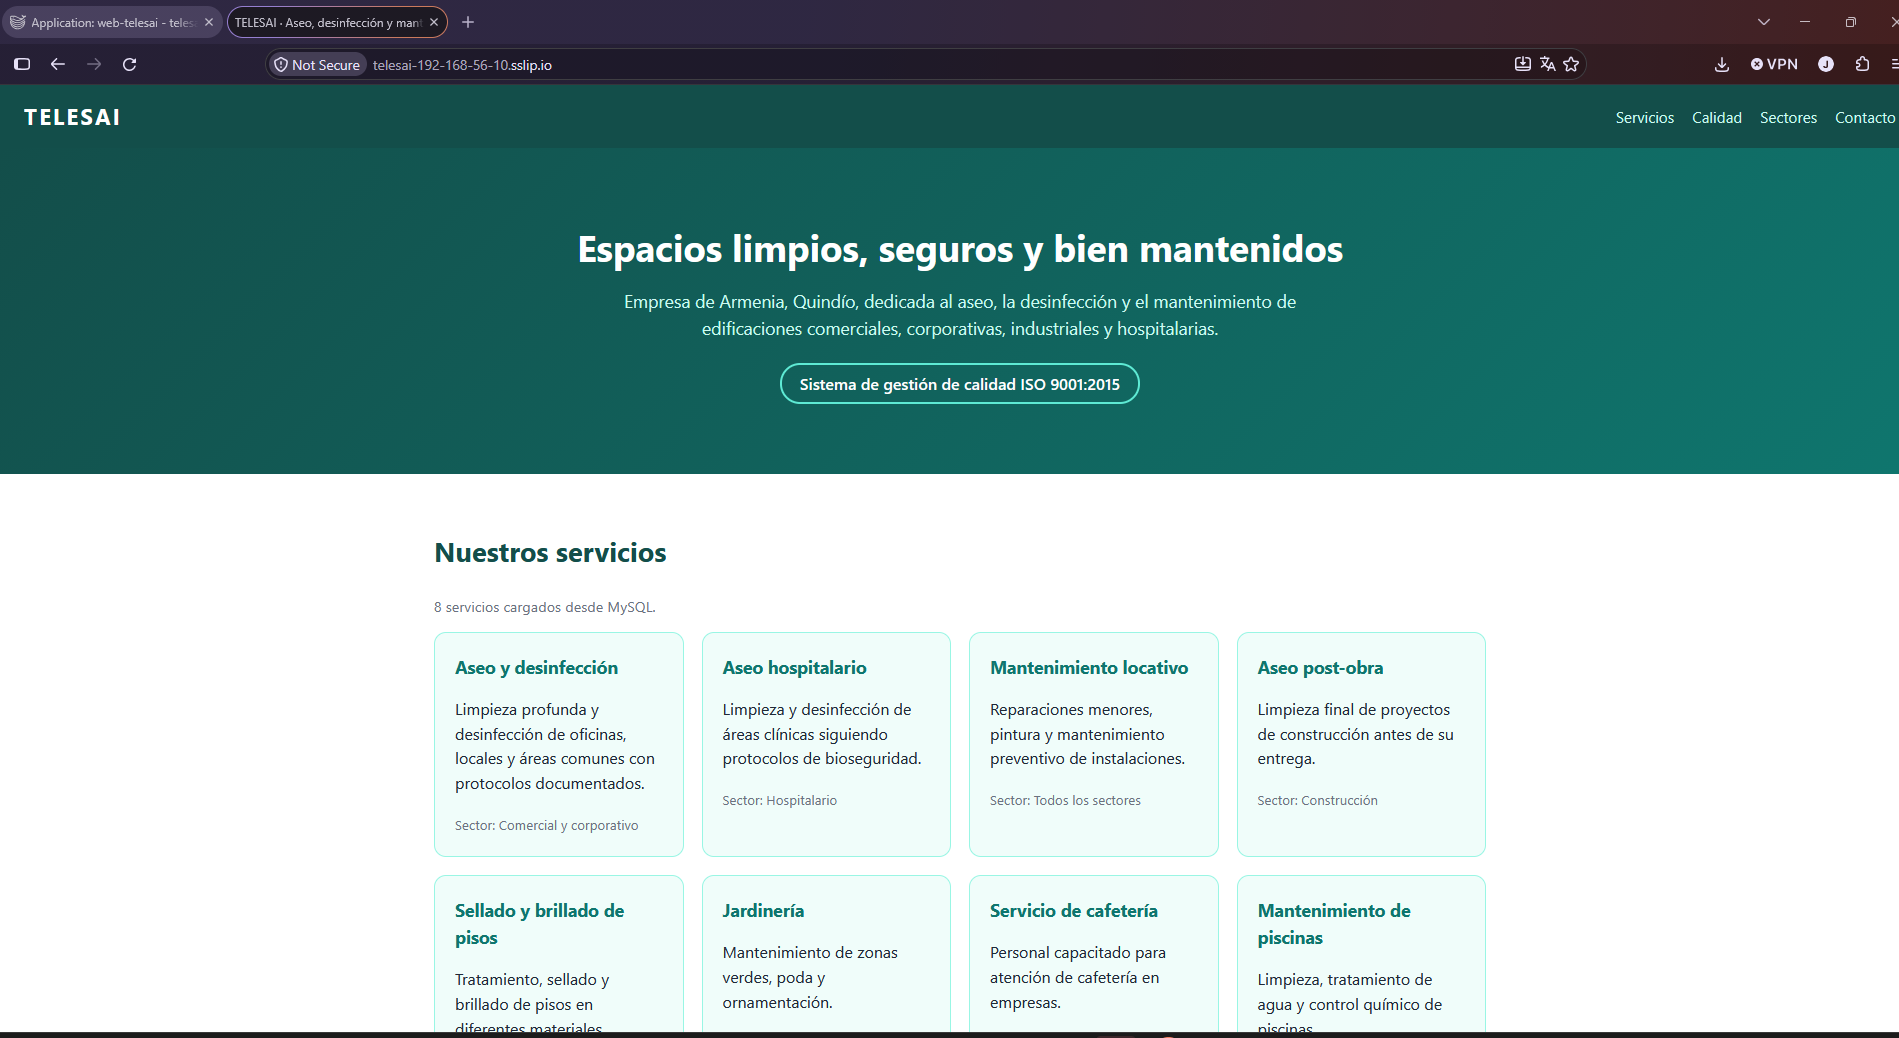 Application: web-telesai - teles
TELESAI · Aseo, desinfección y mant
Not Secure
telesai-192-168-56-10.sslip.io
VPN
J
TELESAI
Servicios
Calidad
Sectores
Contacto
Espacios limpios, seguros y bien mantenidos
Empresa de Armenia, Quindío, dedicada al aseo, la desinfección y el mantenimiento de
edificaciones comerciales, corporativas, industriales y hospitalarias.
Sistema de gestión de calidad ISO 9001:2015
Nuestros servicios
8 servicios cargados desde MySQL.
Aseo y desinfección
Limpieza profunda y
desinfección de oficinas,
locales y áreas comunes con
protocolos documentados.
Sector: Comercial y corporativo
Aseo hospitalario
Limpieza y desinfección de
áreas clínicas siguiendo
protocolos de bioseguridad.
Sector: Hospitalario
Mantenimiento locativo
Reparaciones menores,
pintura y mantenimiento
preventivo de instalaciones.
Sector: Todos los sectores
Aseo post-obra
Limpieza final de proyectos
de construcción antes de su
entrega.
Sector: Construcción
Sellado y brillado de
pisos
Tratamiento, sellado y
brillado de pisos en
diferentes materiales
Jardinería
Mantenimiento de zonas
verdes, poda y
ornamentación.
Servicio de cafetería
Personal capacitado para
atención de cafetería en
empresas.
Mantenimiento de
piscinas
Limpieza, tratamiento de
agua y control químico de
piscinas